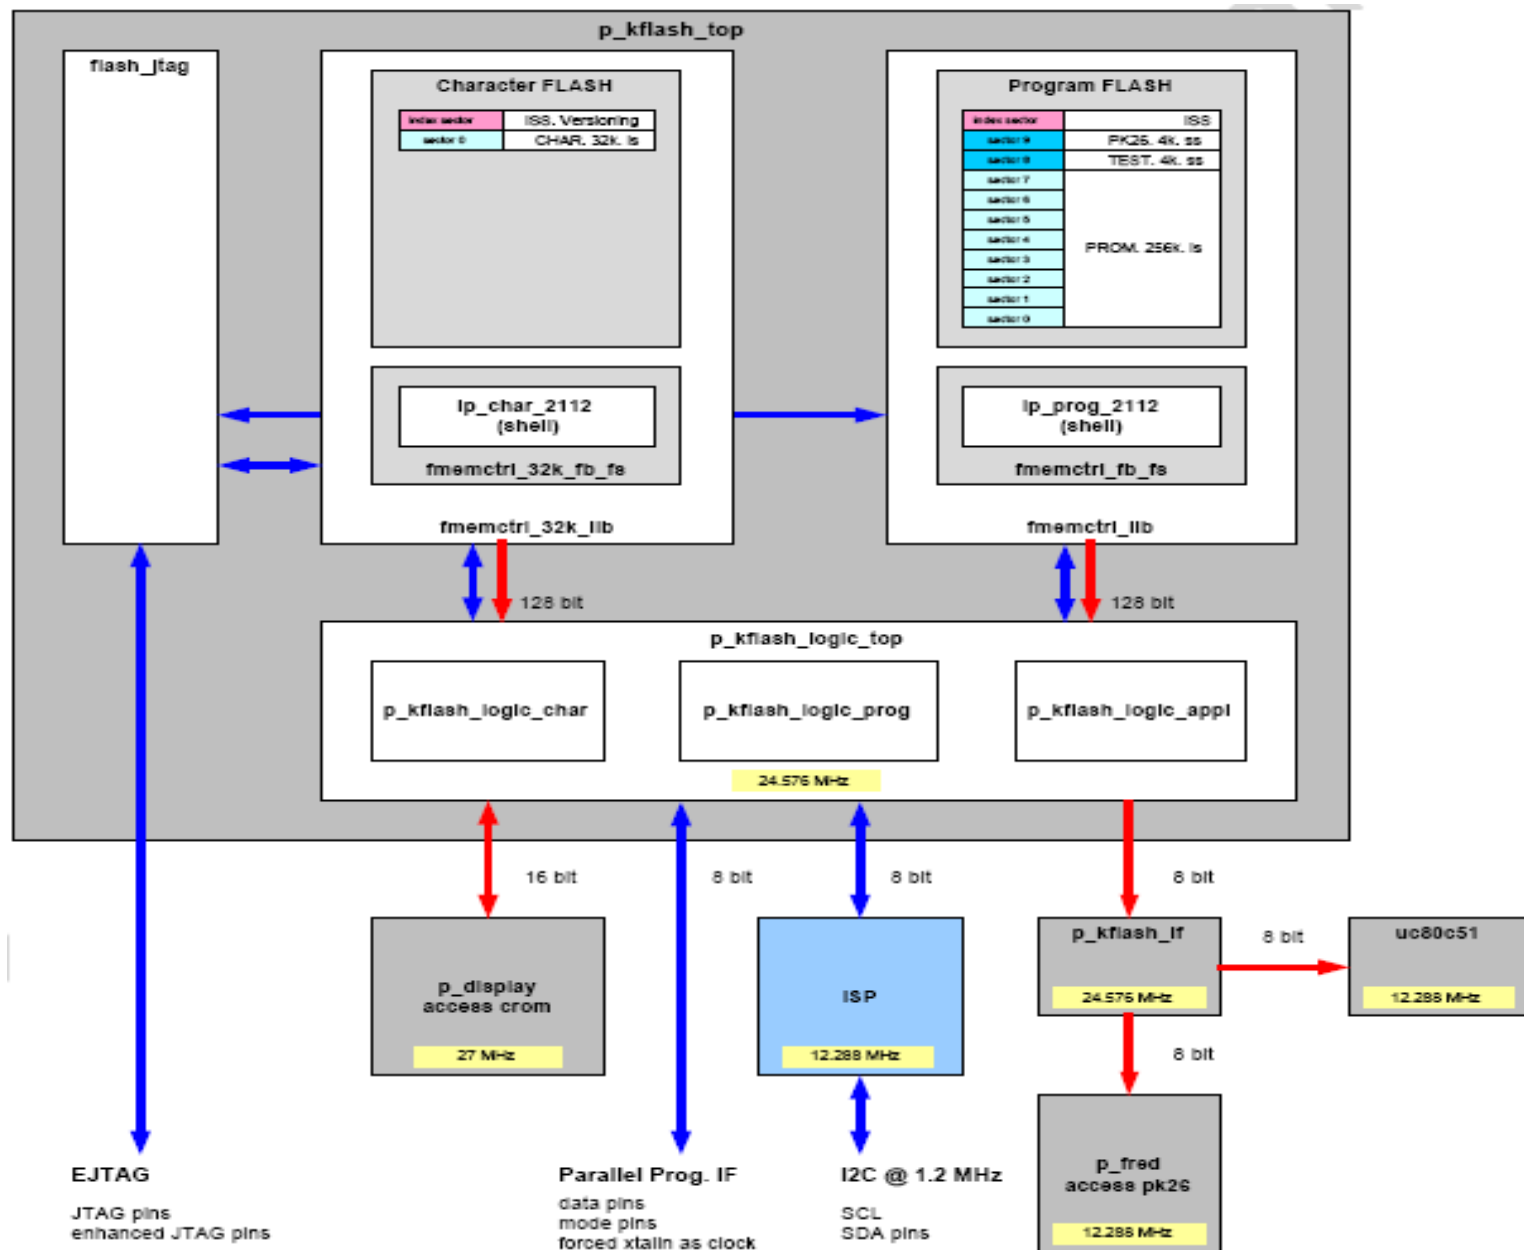 p_kflash_top
flash_jtag
Character FLASH
index sector
ISS. Versioning
sector 0
CHAR. 32k. ls
Program FLASH
index sector
ISS
sector 9
PK26. 4k. ss
sector 8
TEST. 4k. ss
sector 7
sector 6
sector 5
sector 4
sector 3
sector 2
sector 1
sector 0
PROM. 256k. ls
ip_char_2112
(shell)
fmemctrl_32k_fb_fs
fmemctrl_32k_lib
ip_prog_2112
(shell)
fmemctrl_fb_fs
fmemctrl_lib
128 bit
128 bit
p_kflash_logic_top
p_kflash_logic_char
p_kflash_logic_prog
p_kflash_logic_appl
24.576 MHz
16 bit
8 bit
8 bit
8 bit
p_display
access crom
27 MHz
ISP
12.288 MHz
p_kflash_if
24.576 MHz
8 bit
uc80c51
12.288 MHz
8 bit
p_fred
access pk26
12.288 MHz
EJTAG
JTAG pins
enhanced JTAG pins
Parallel Prog. IF
data pins
mode pins
forced xtalin as clock
I2C @ 1.2 MHz
SCL
SDA pins